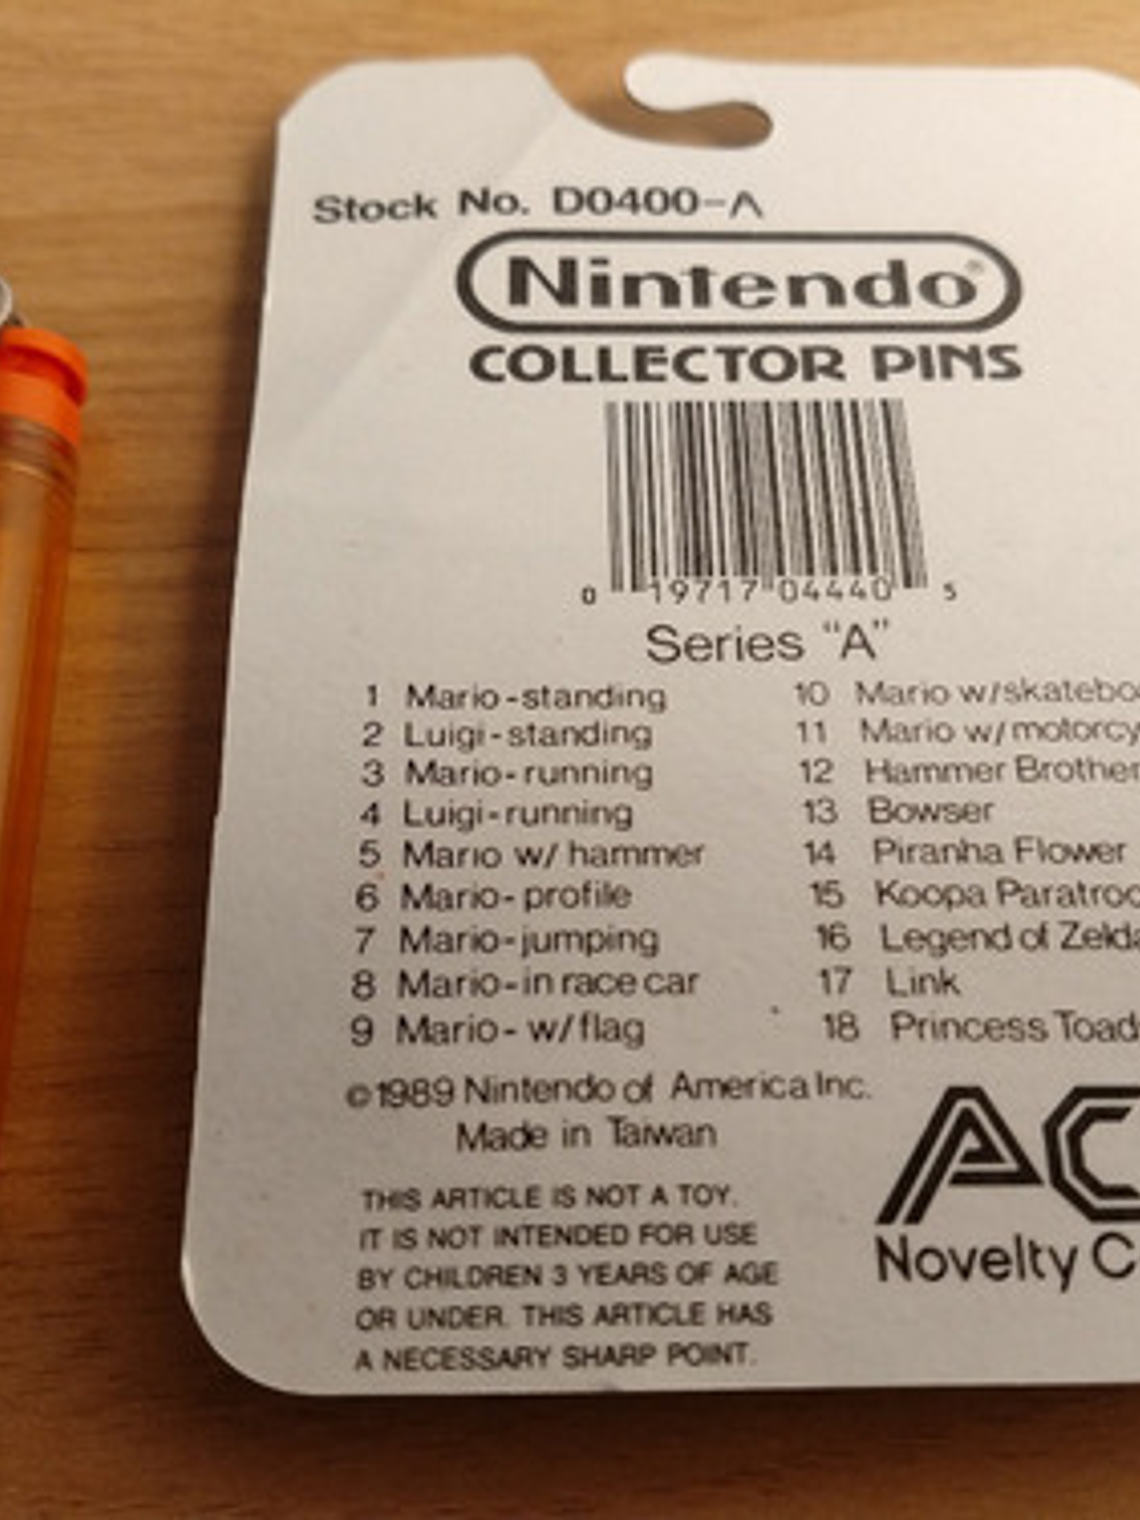 Stock No. D0400-A
Nintendo®
COLLECTOR PINS
0 19717 04440 5
Series "A"
1 Mario-standing
2 Luigi-standing
3 Mario-running
4 Luigi-running
5 Mario w/ hammer
6 Mario-profile
7 Mario-jumping
8 Mario-in race car
9 Mario- w/flag
10 Mario w/skatebo
11 Mario w/motorcy
12 Hammer Brother
13 Bowser
14 Piranha Flower
15 Koopa Paratroo
16 Legend of Zelda
17 Link
18 Princess Toad
©1989 Nintendo of America Inc.
Made in Taiwan
THIS ARTICLE IS NOT A TOY.
IT IS NOT INTENDED FOR USE
BY CHILDREN 3 YEARS OF AGE
OR UNDER. THIS ARTICLE HAS
A NECESSARY SHARP POINT.
AC
Novelty C